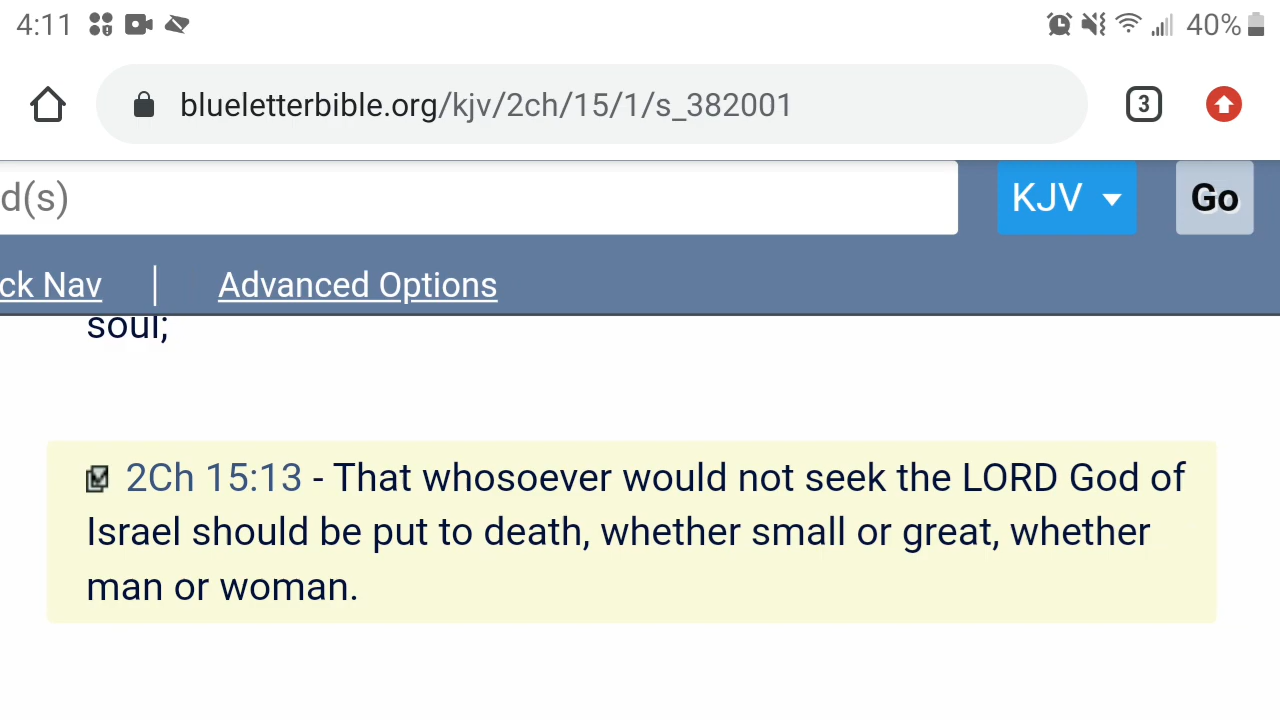 4:11 40%
blueletterbible.org/kjv/2ch/15/1/s_382001 3
d(s) KJV Go
ck Nav | Advanced Options
soul;
2Ch 15:13 - That whosoever would not seek the LORD God of
Israel should be put to death, whether small or great, whether
man or woman.